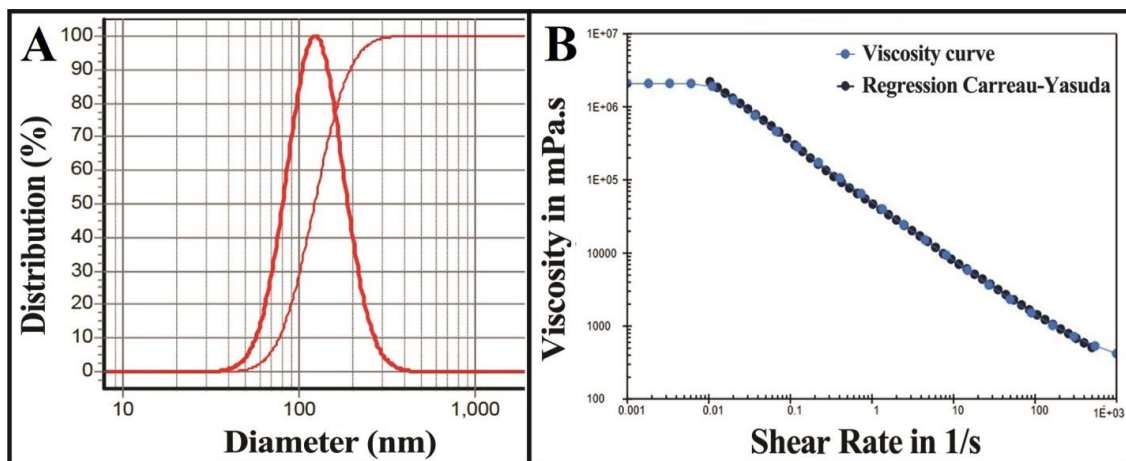 A
Distribution (%)
100
90
80
70
60
50
40
30
20
10
0
10
100
1,000
Diameter (nm)
B
Viscosity in mPa.s
1E+07
1E+06
1E+05
10000
1000
100
0.001
0.01
0.1
1
10
100
1E+03
Shear Rate in 1/s
Viscosity curve
Regression Carreau-Yasuda